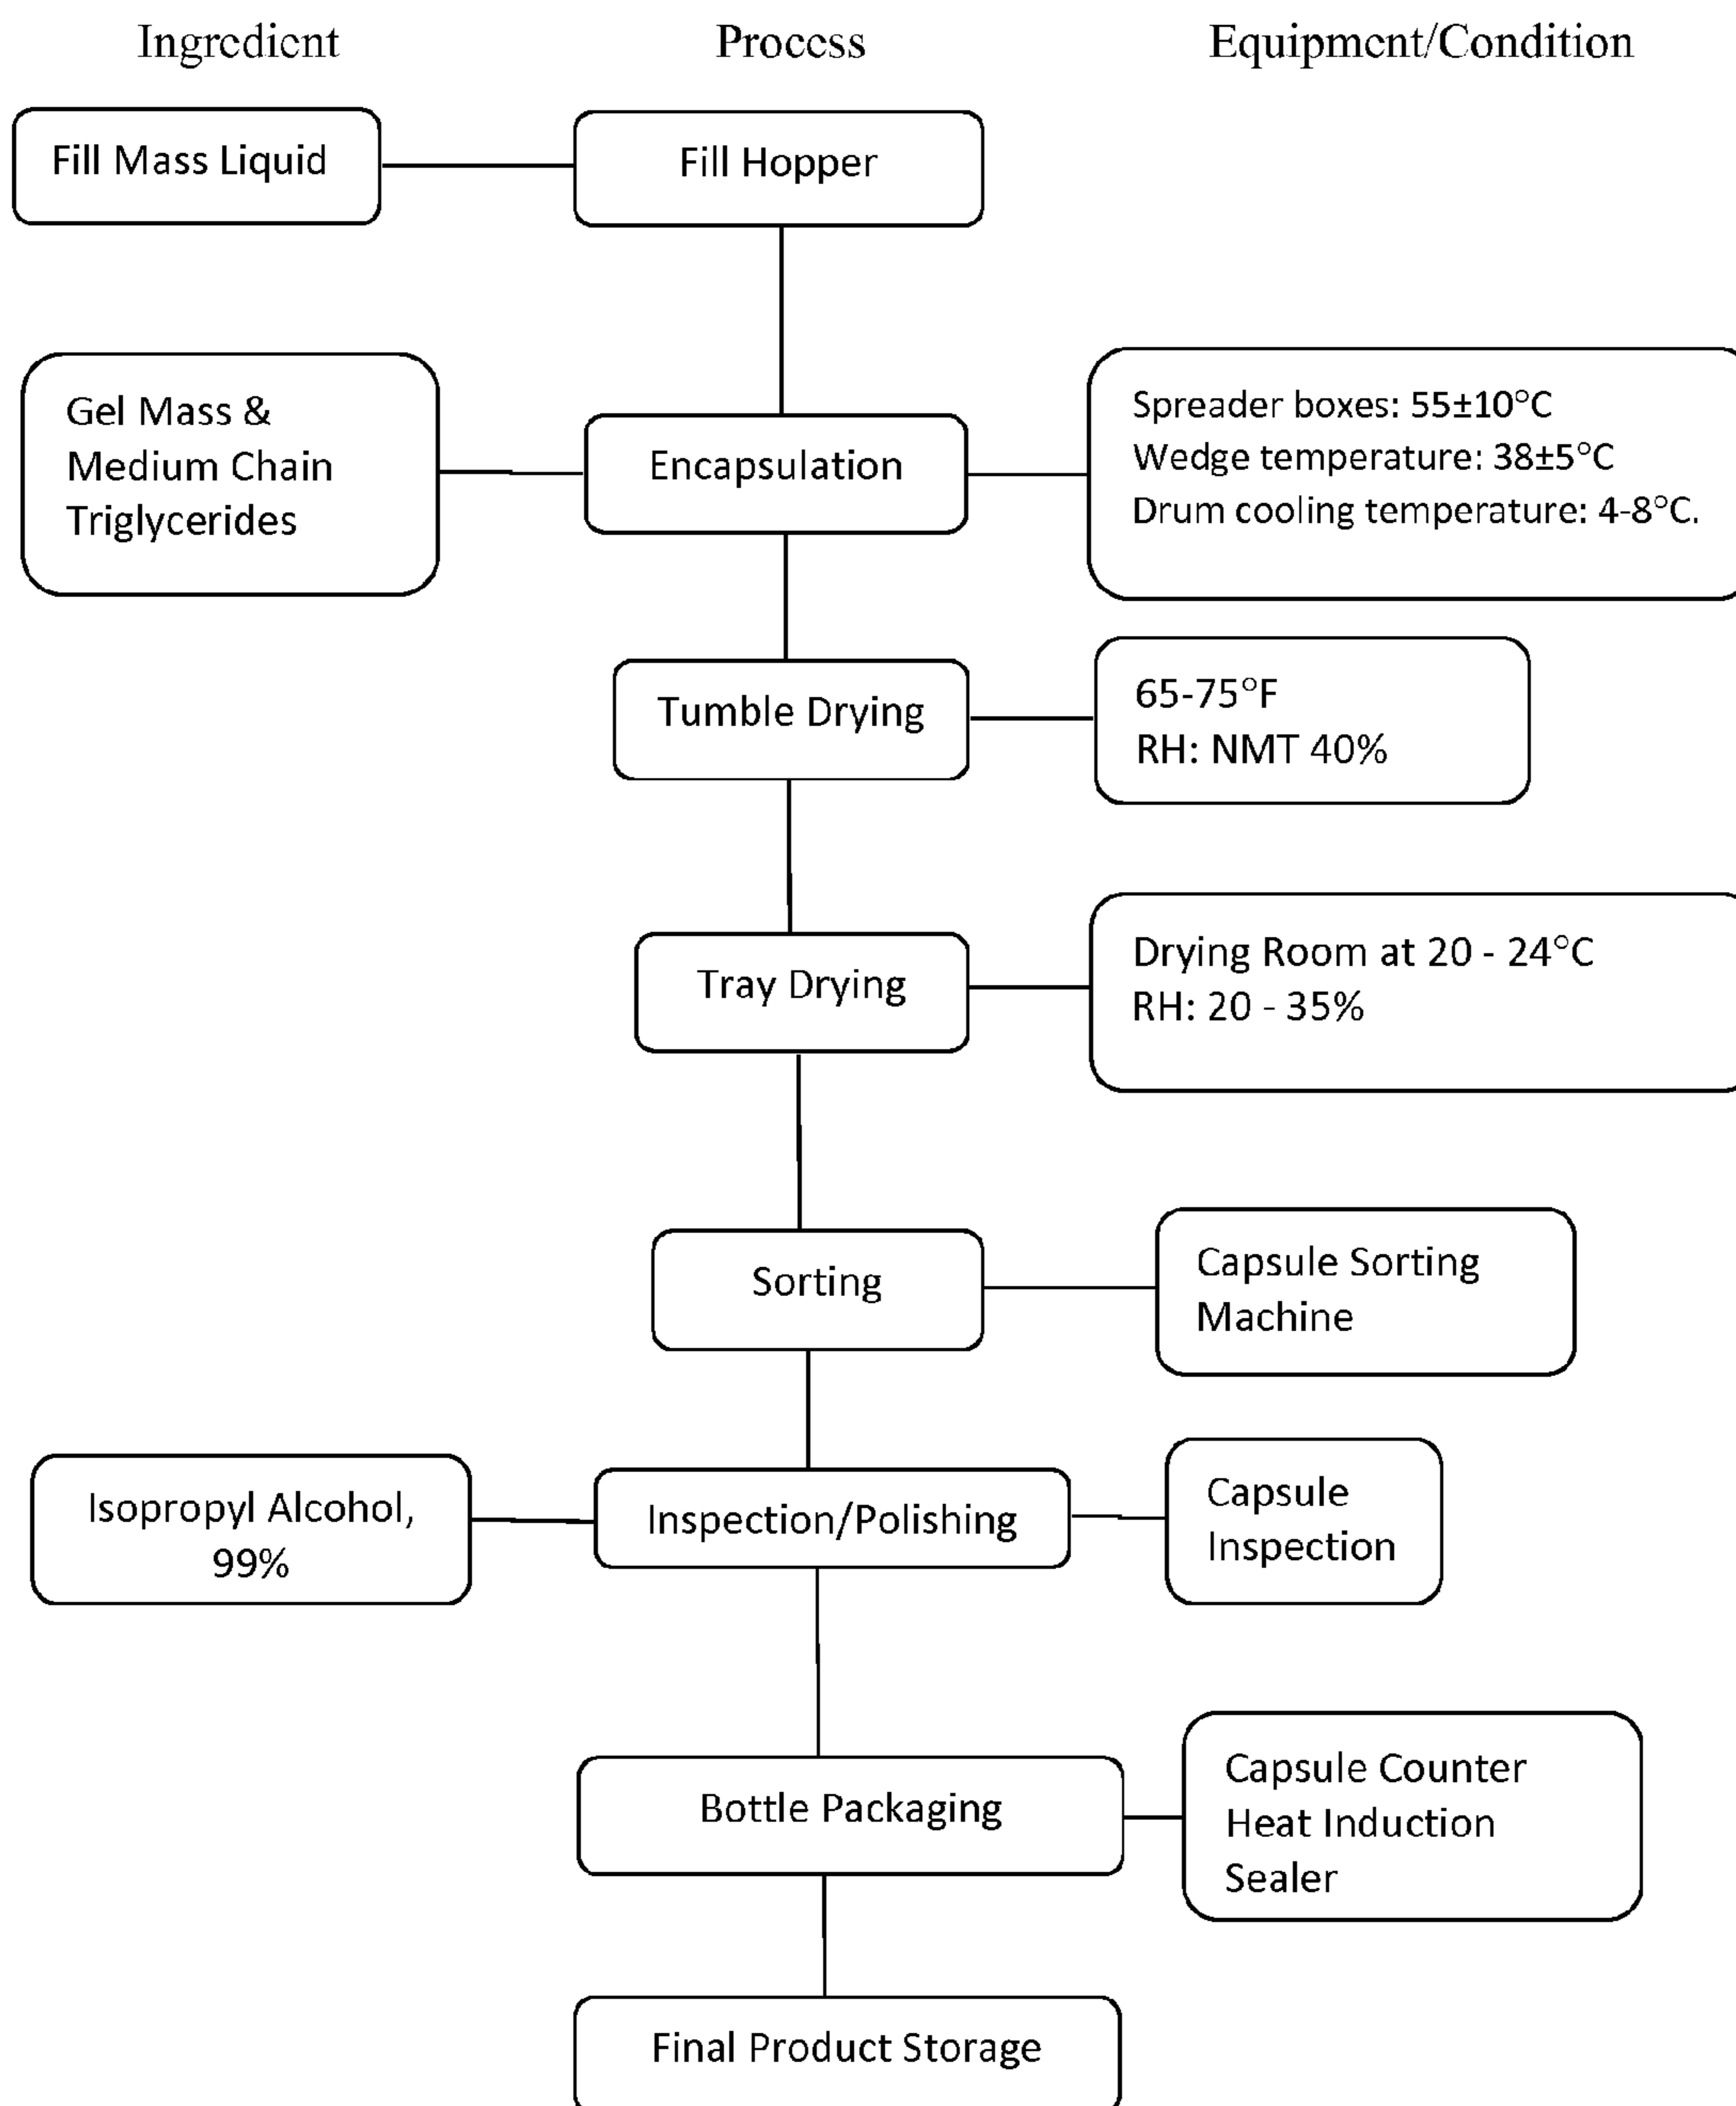 Ingredient
Process
Equipment/Condition
Fill Mass Liquid
Fill Hopper
Gel Mass &
Medium Chain
Triglycerides
Encapsulation
Spreader boxes: 55±10°C
Wedge temperature: 38±5°C
Drum cooling temperature: 4-8°C.
Tumble Drying
65-75°F
RH: NMT 40%
Tray Drying
Drying Room at 20 - 24°C
RH: 20 - 35%
Sorting
Capsule Sorting
Machine
Isopropyl Alcohol,
99%
Inspection/Polishing
Capsule
Inspection
Bottle Packaging
Capsule Counter
Heat Induction
Sealer
Final Product Storage